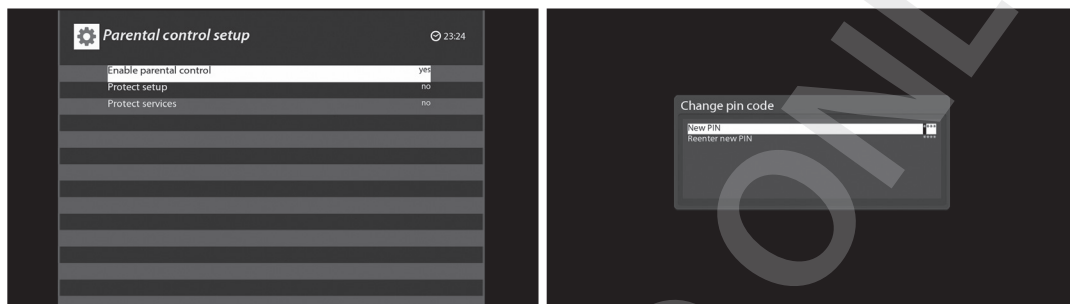 Parental control setup 23:24
Enable parental control yes
Protect setup no
Protect services no
Change pin code
New PIN ****
Reenter new PIN ****